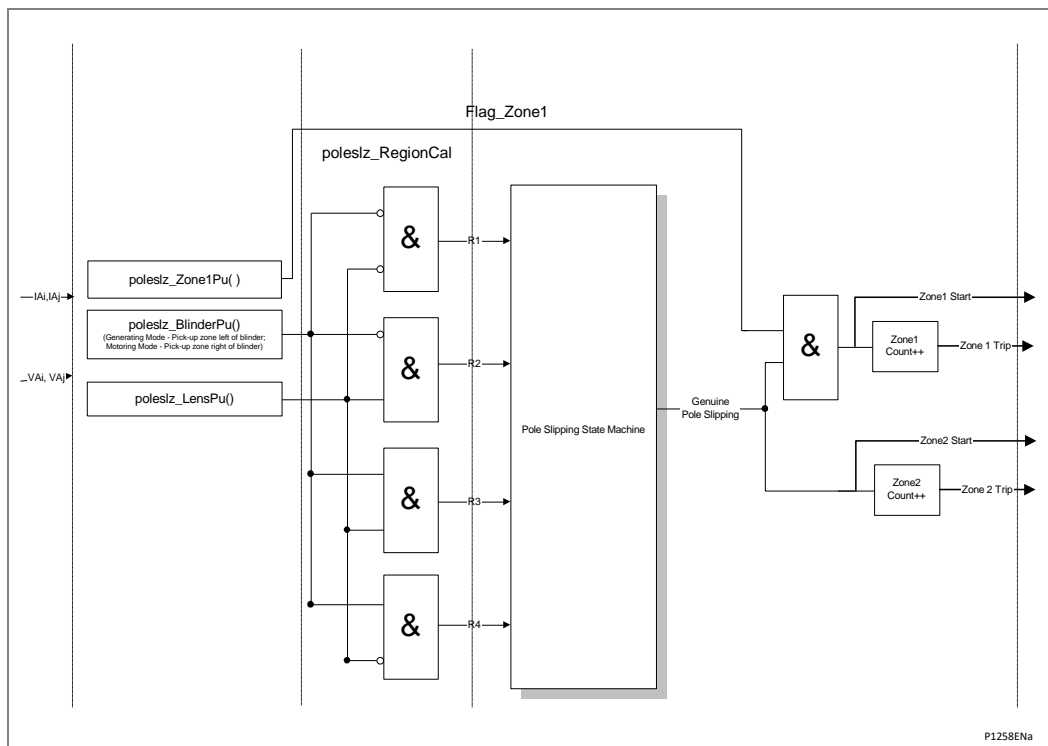 Flag_Zone1
poleslz_RegionCal
&
R1
poleslz_Zone1Pu( )
IAi,IAj
poleslz_BlinderPu()
(Generating Mode - Pick-up zone left of blinder;
Motoring Mode - Pick-up zone right of blinder)
VAi, VAj
poleslz_LensPu()
&
R2
&
R3
&
R4
Pole Slipping State Machine
Genuine
Pole Slipping
&
Zone1 Start
Zone1
Count++
Zone 1 Trip
Zone2 Start
Zone2
Count++
Zone 2 Trip
P1258ENa